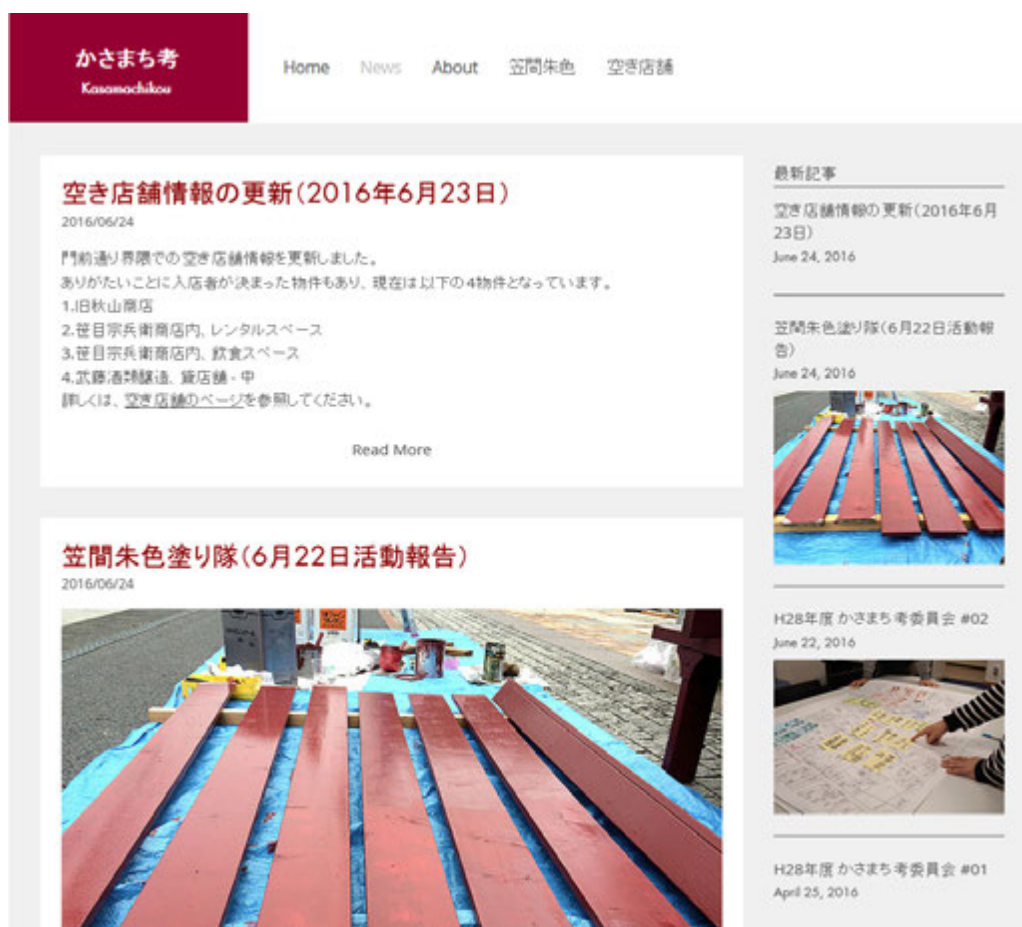 かさまち考
Kasamachikou
Home News About 笠間朱色 空き店舗
空き店舗情報の更新(2016年6月23日)
2016/06/24
門前通り界隈での空き店舗情報を更新しました。
ありがたいことに入店者が決まった物件もあり、現在は以下の4物件となっています。
1.旧秋山商店
2.笹目宗兵衛商店内、レンタルスペース
3.笹目宗兵衛商店内、飲食スペース
4.武藤酒類醸造、貸店舗-中
詳しくは、空き店舗のページを参照してください。
Read More
笠間朱色塗り隊(6月22日活動報告)
2016/06/24
最新記事
空き店舗情報の更新(2016年6月
23日)
June 24, 2016
笠間朱色塗り隊(6月22日活動報
告)
June 24, 2016
H28年度 かさまち考委員会 #02
June 22, 2016
H28年度 かさまち考委員会 #01
April 25, 2016